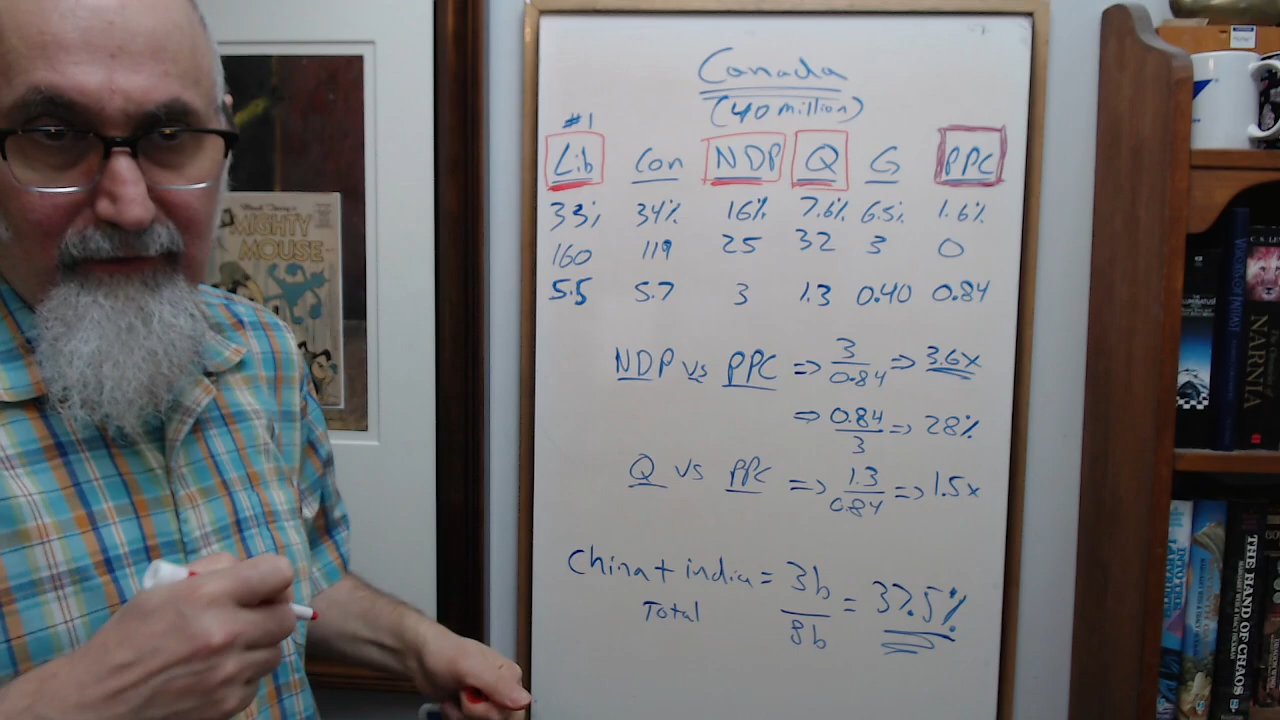 Canada
(40 million)
#1
Lib Con NDP Q G PPC
33% 34% 16% 7.6% 6.5% 1.6%
160 119 25 32 3 0
5.5 5.7 3 1.3 0.40 0.84
NDP vs PPC => 3/0.84 => 3.6x
=> 0.84/3 => 28%
Q vs PPC => 1.3/0.84 => 1.5x
China + india = 3b/8b = 37.5%
Total
MIGHTY
MOUSE
NARNIA
THE HAND OF CHAOS